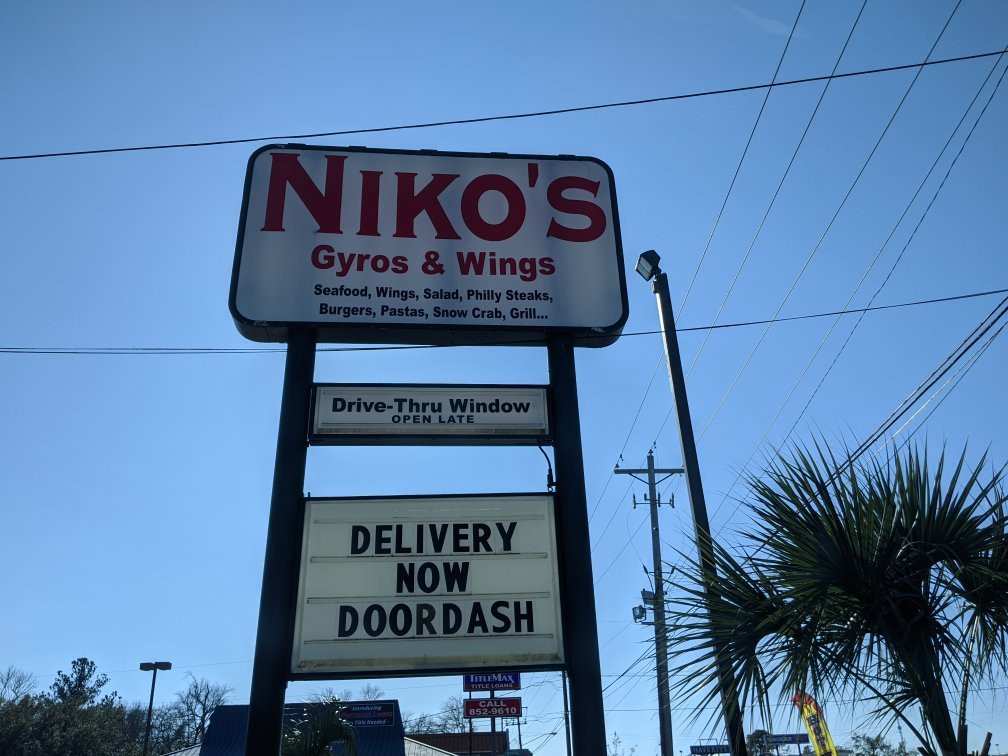 NIKO'S
Gyros & Wings
Seafood, Wings, Salad, Philly Steaks,
Burgers, Pastas, Snow Crab, Grill...
Drive-Thru Window
OPEN LATE
DELIVERY
NOW
DOORDASH
TITLEMAX
TITLE LOANS
CALL
852-9610
Introducing